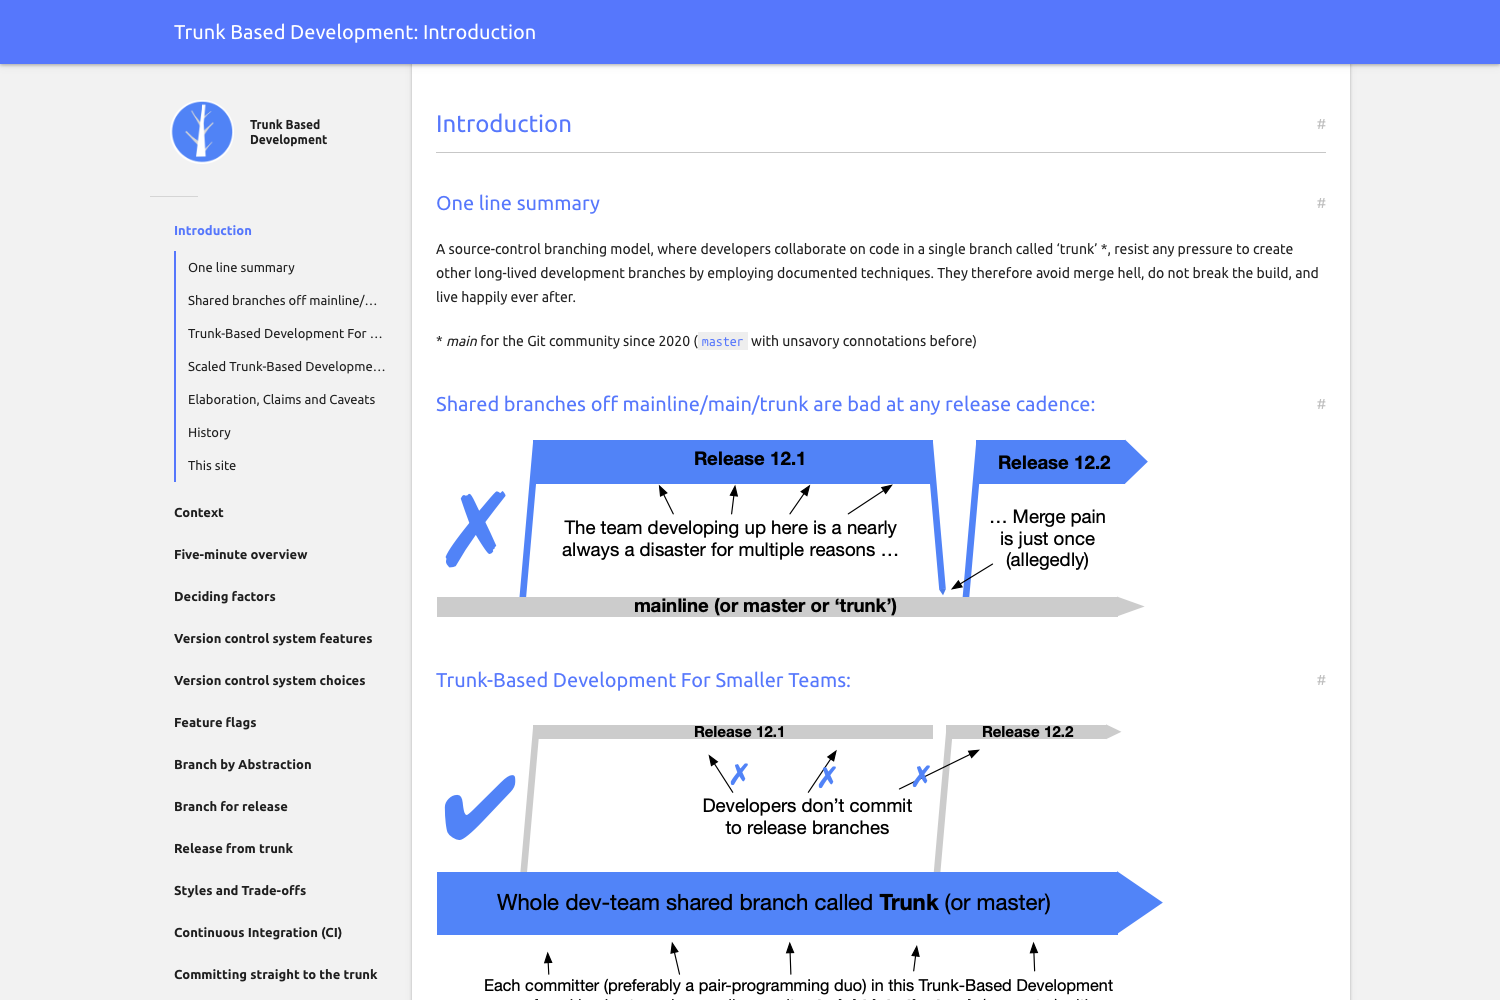 Trunk Based Development: Introduction
Trunk Based
Development
Introduction
One line summary
Shared branches off mainline/…
Trunk-Based Development For …
Scaled Trunk-Based Developme…
Elaboration, Claims and Caveats
History
This site
Context
Five-minute overview
Deciding factors
Version control system features
Version control system choices
Feature flags
Branch by Abstraction
Branch for release
Release from trunk
Styles and Trade-offs
Continuous Integration (CI)
Committing straight to the trunk
Introduction #
One line summary #
A source-control branching model, where developers collaborate on code in a single branch called ‘trunk’ *, resist any pressure to create
other long-lived development branches by employing documented techniques. They therefore avoid merge hell, do not break the build, and
live happily ever after.
* main for the Git community since 2020 (master with unsavory connotations before)
Shared branches off mainline/main/trunk are bad at any release cadence: #
Release 12.1
Release 12.2
The team developing up here is a nearly
always a disaster for multiple reasons …
… Merge pain
is just once
(allegedly)
mainline (or master or ‘trunk’)
Trunk-Based Development For Smaller Teams: #
Release 12.1
Release 12.2
Developers don’t commit
to release branches
Whole dev-team shared branch called Trunk (or master)
Each committer (preferably a pair-programming duo) in this Trunk-Based Development